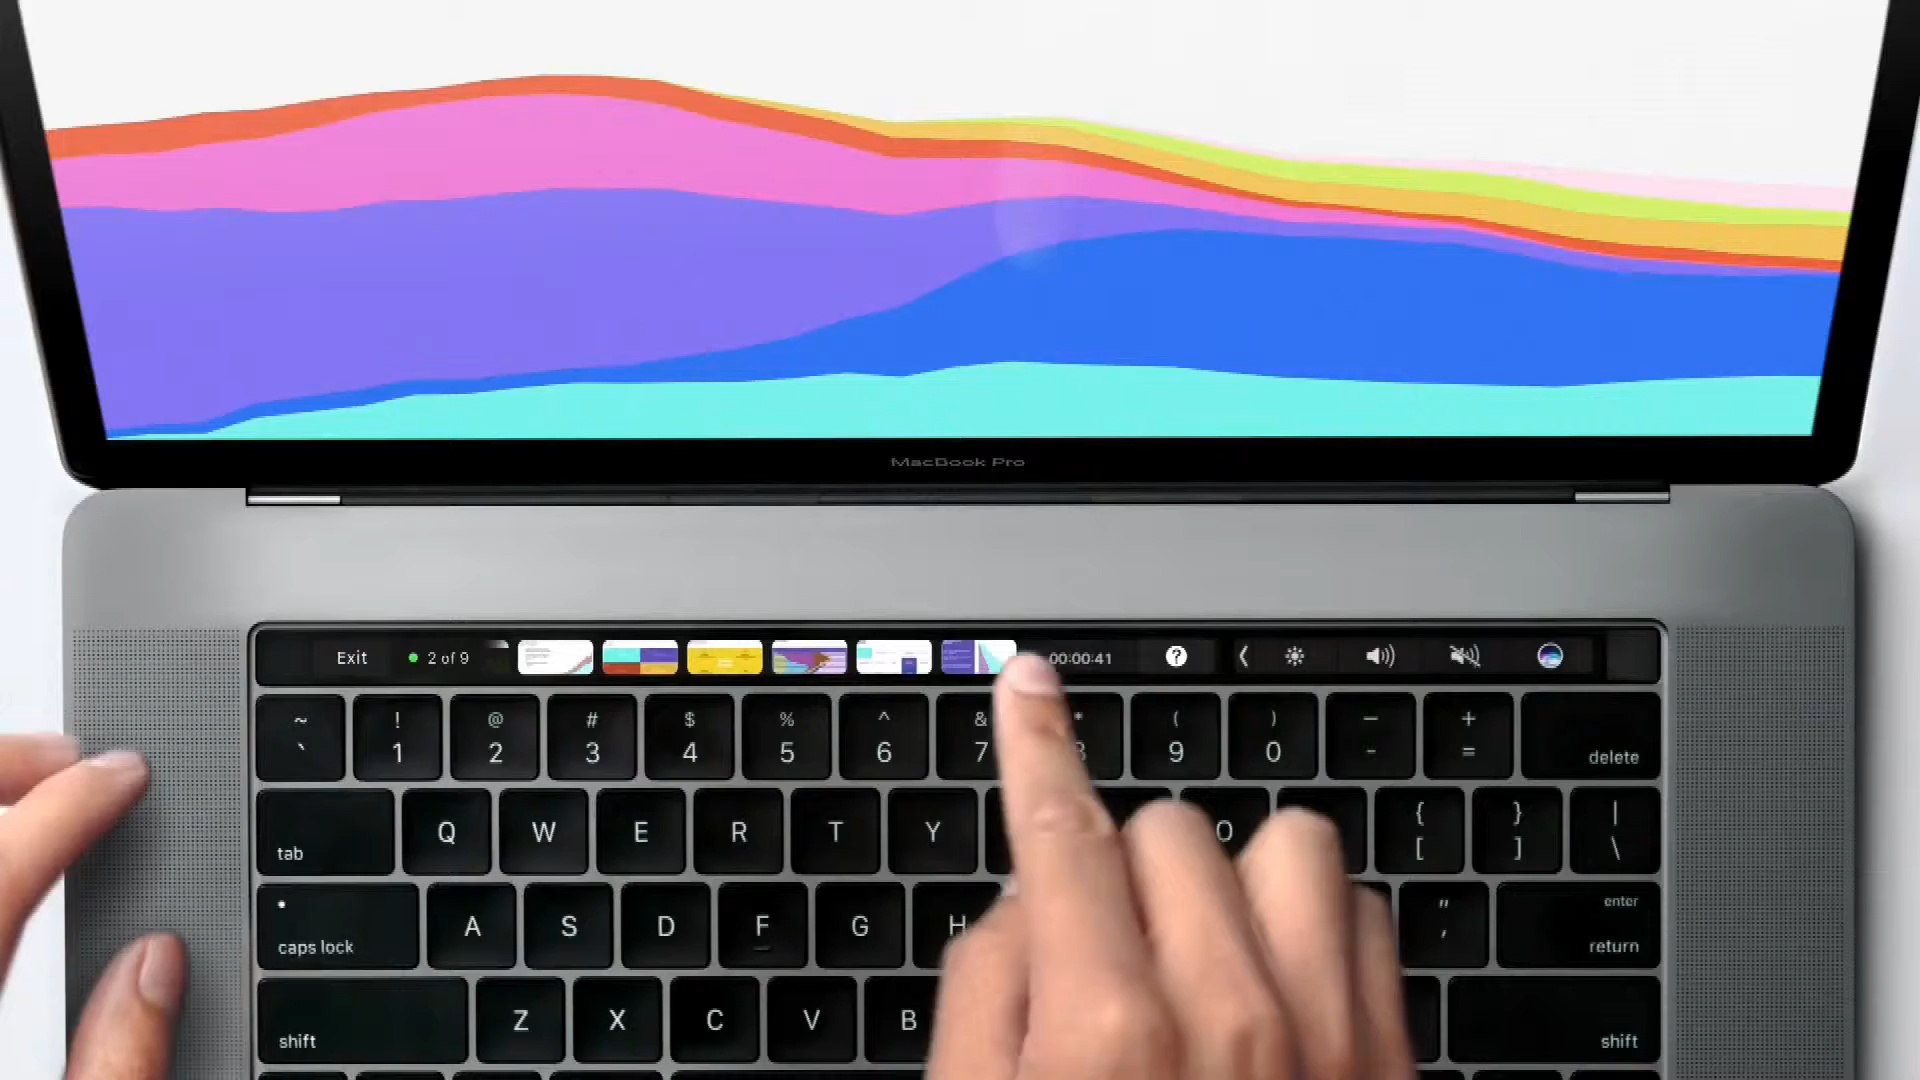 MacBook Pro
Exit 2 of 9 00:00:41 ?
~ ! @ # $ % ^ & * ( ) — +
` 1 2 3 4 5 6 7 8 9 0 - = delete
tab Q W E R T Y O { [ } ] | \
caps lock A S D F G H " ' enter return
shift Z X C V B shift